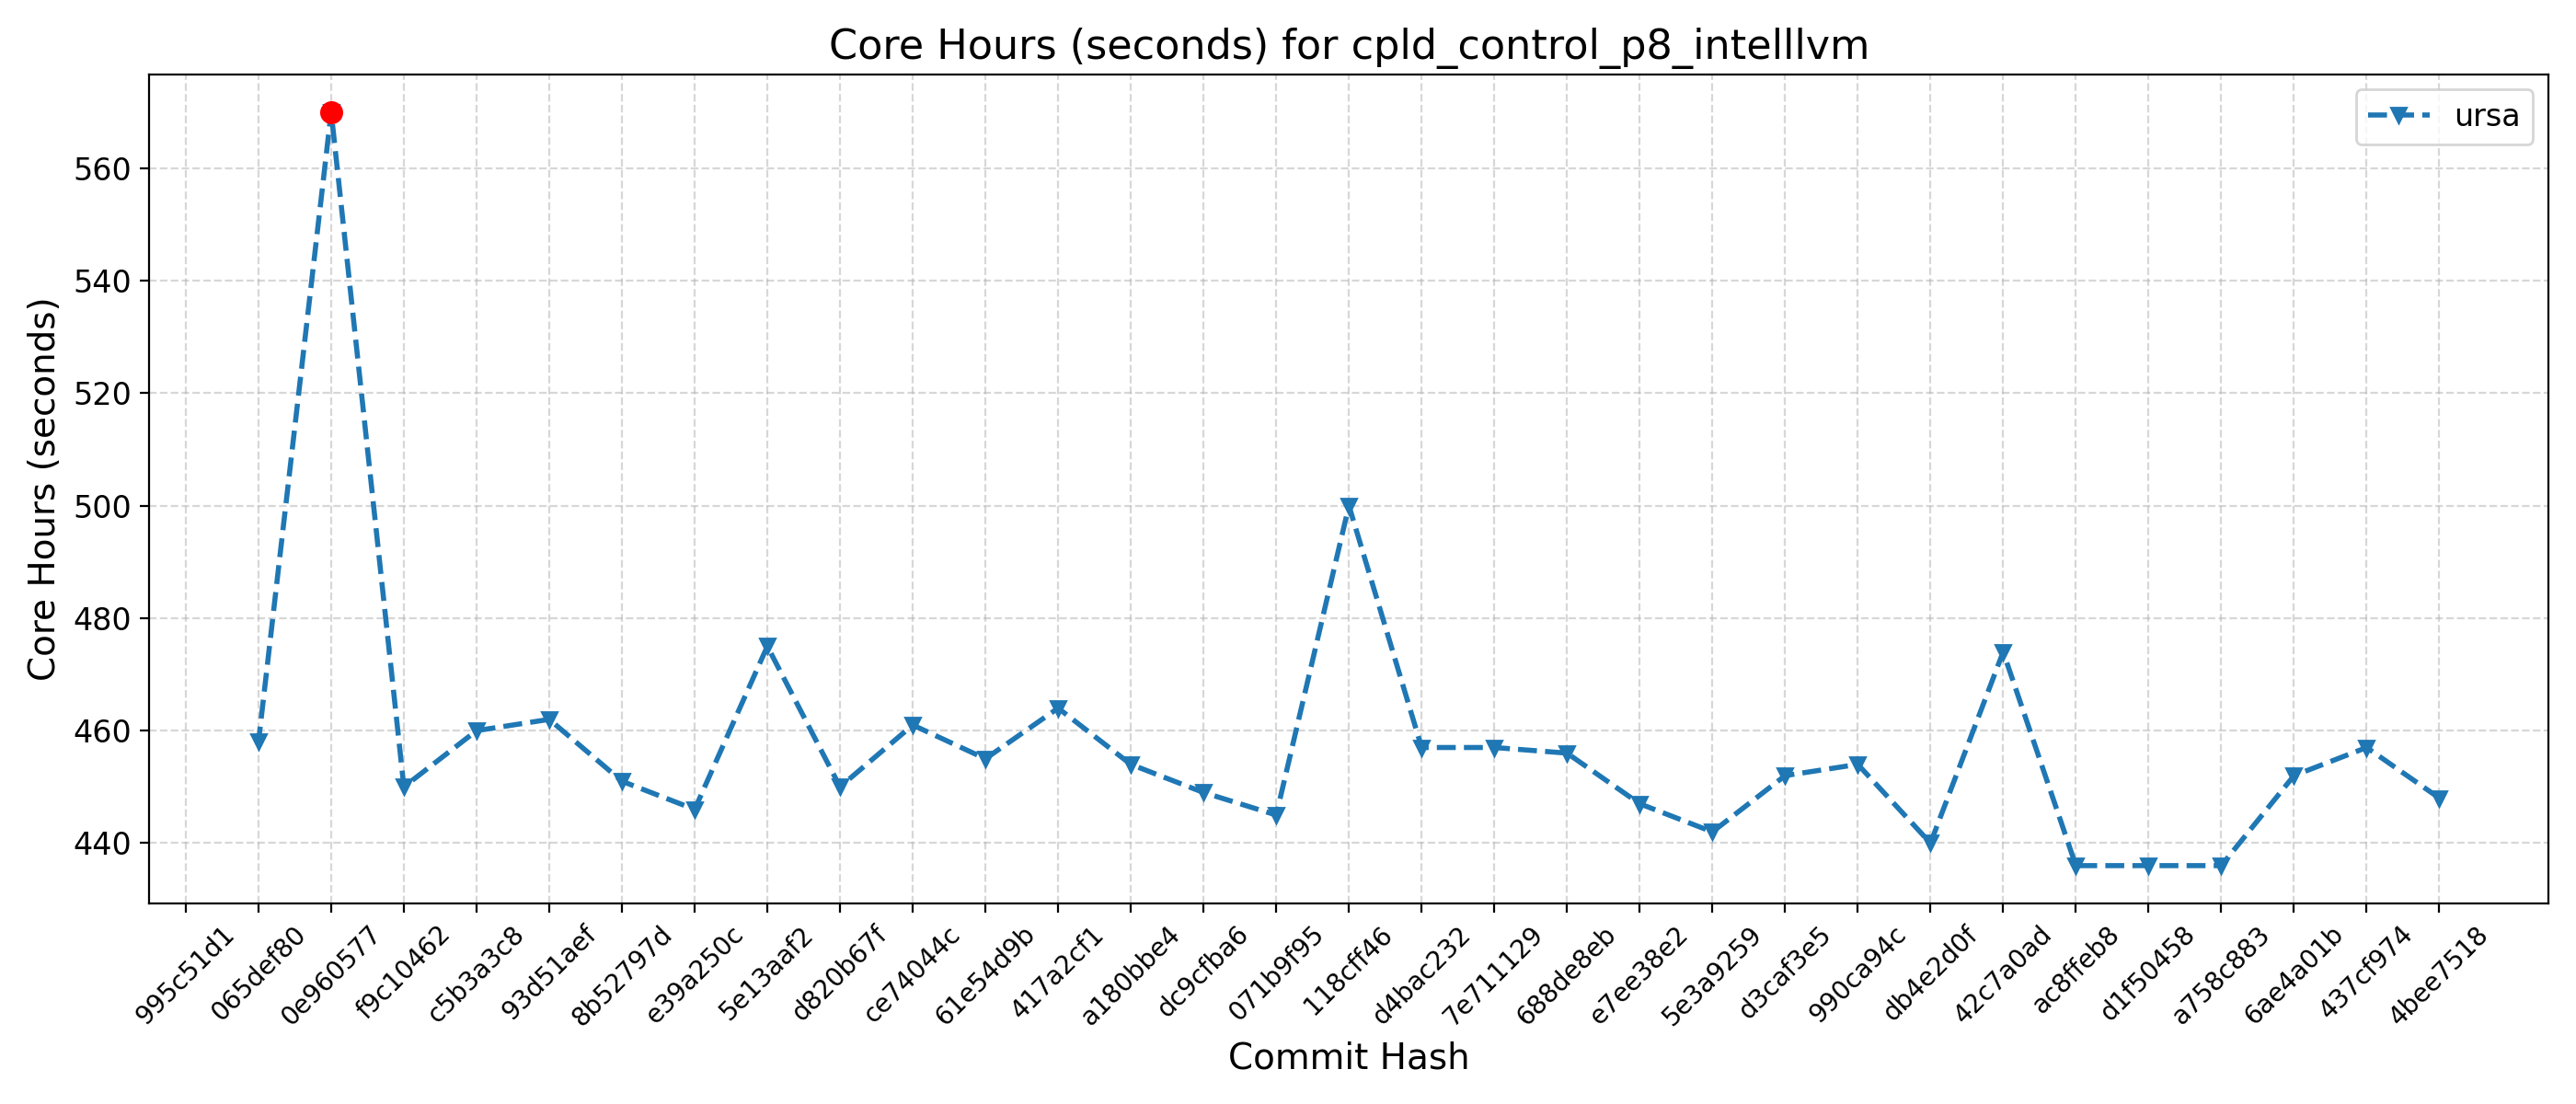 Core Hours (seconds) for cpld_control_p8_intelllvm
ursa
Core Hours (seconds)
560
540
520
500
480
460
440
995c51d1
065def80
0e960577
f9c10462
c5b3a3c8
93d51aef
8b52797d
e39a250c
5e13aaf2
d820b67f
ce74044c
61e54d9b
417a2cf1
a180bbe4
dc9cfba6
071b9f95
118cff46
d4bac232
7e711129
688de8eb
e7ee38e2
5e3a9259
d3caf3e5
990ca94c
db4e2d0f
42c7a0ad
ac8ffeb8
d1f50458
a758c883
6ae4a01b
437cf974
4bee7518
Commit Hash